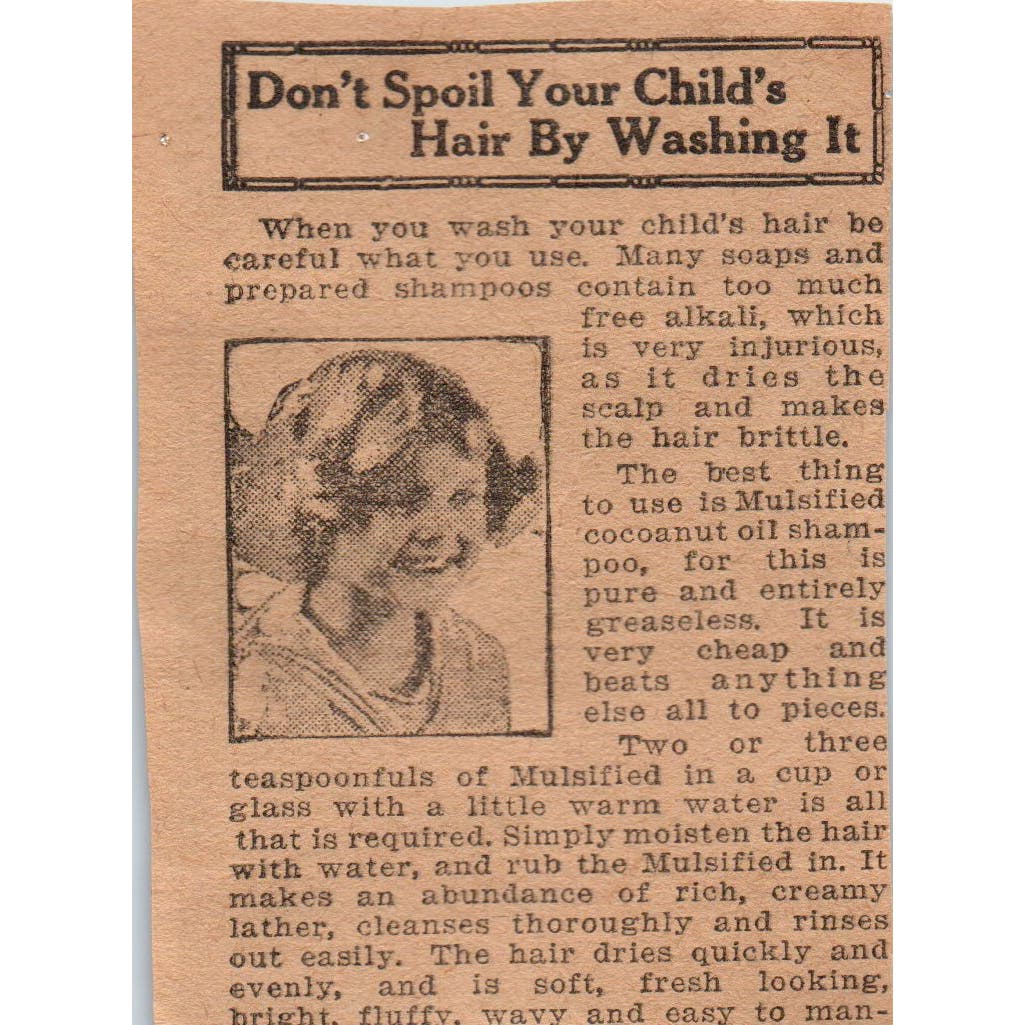 Don't Spoil Your Child's
Hair By Washing It
When you wash your child's hair be
careful what you use. Many soaps and
prepared shampoos contain too much
free alkali, which
is very injurious,
as it dries the
scalp and makes
the hair brittle.
The best thing
to use is Mulsified
cocoanut oil sham-
poo, for this is
pure and entirely
greaseless. It is
very cheap and
beats anything
else all to pieces.
Two or three
teaspoonfuls of Mulsified in a cup or
glass with a little warm water is all
that is required. Simply moisten the hair
with water, and rub the Mulsified in. It
makes an abundance of rich, creamy
lather, cleanses thoroughly and rinses
out easily. The hair dries quickly and
evenly, and is soft, fresh looking,
bright, fluffy, wavy and easy to man-